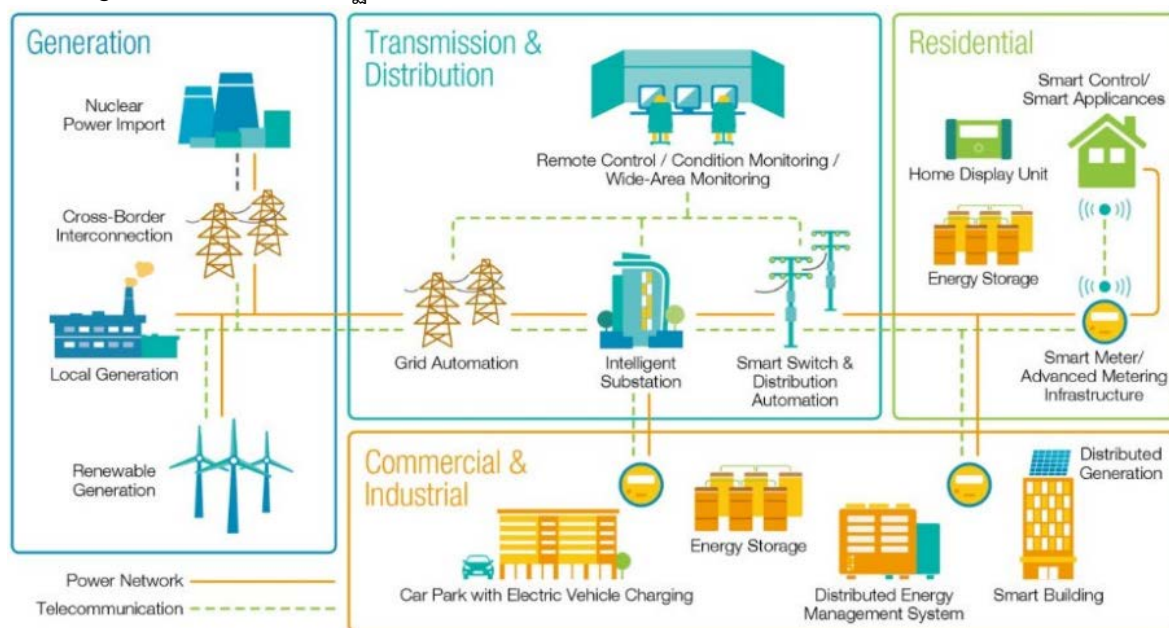 Generation
Nuclear
Power Import
Cross-Border
Interconnection
Local Generation
Renewable
Generation
Power Network
Telecommunication
Transmission &
Distribution
Remote Control / Condition Monitoring /
Wide-Area Monitoring
Grid Automation
Intelligent
Substation
Smart Switch &
Distribution
Automation
Residential
Smart Control/
Smart Applicances
Home Display Unit
Energy Storage
Smart Meter/
Advanced Metering
Infrastructure
Commercial &
Industrial
Car Park with Electric Vehicle Charging
Energy Storage
Distributed Energy
Management System
Distributed
Generation
Smart Building